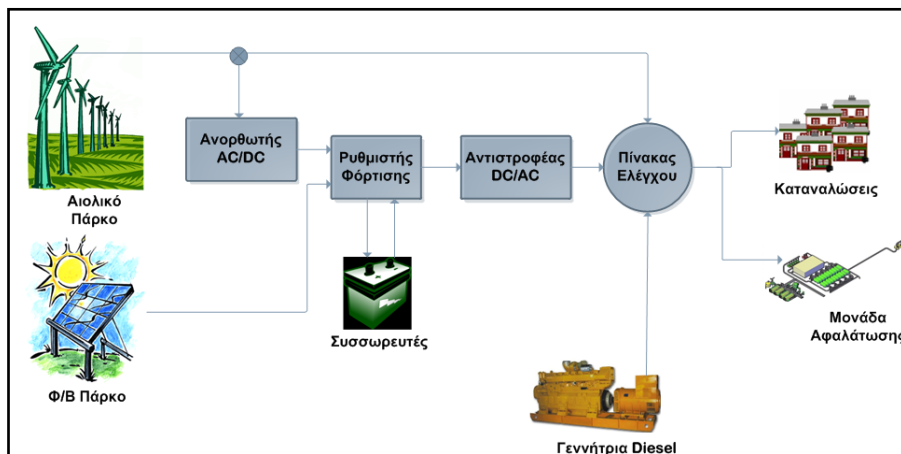 Ανορθωτής
AC/DC
Ρυθμιστής
Φόρτισης
Αντιστροφέας
DC/AC
Πίνακας
Ελέγχου
Καταναλώσεις
Αιολικό
Πάρκο
Μονάδα
Αφαλάτωσης
Συσσωρευτές
Φ/Β Πάρκο
Γεννήτρια Diesel